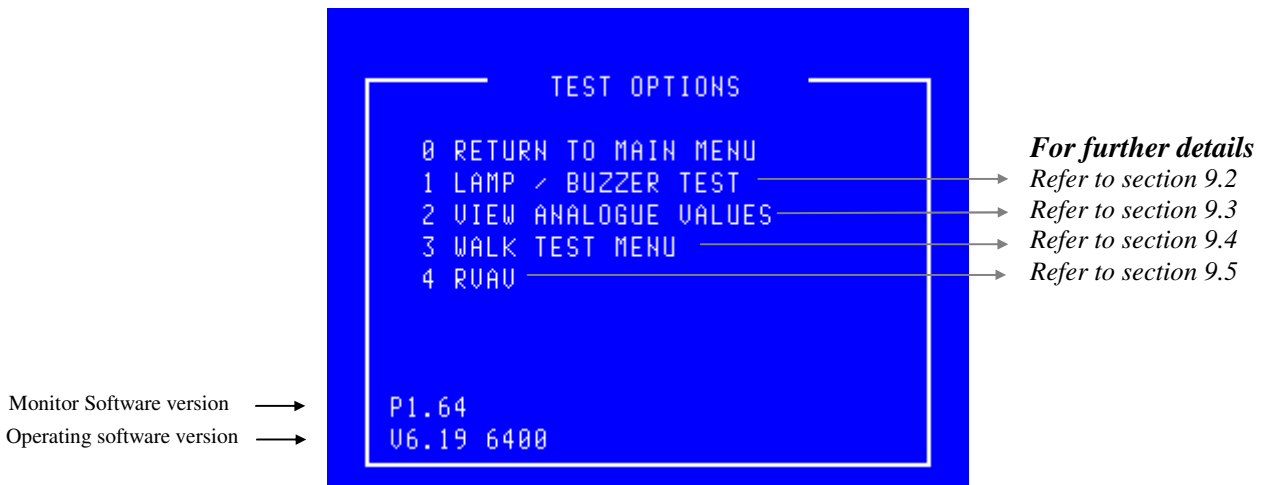 TEST OPTIONS
0 RETURN TO MAIN MENU
1 LAMP / BUZZER TEST
2 VIEW ANALOGUE VALUES
3 WALK TEST MENU
4 RVAV
For further details
Refer to section 9.2
Refer to section 9.3
Refer to section 9.4
Refer to section 9.5
Monitor Software version
P1.64
Operating software version
V6.19 6400